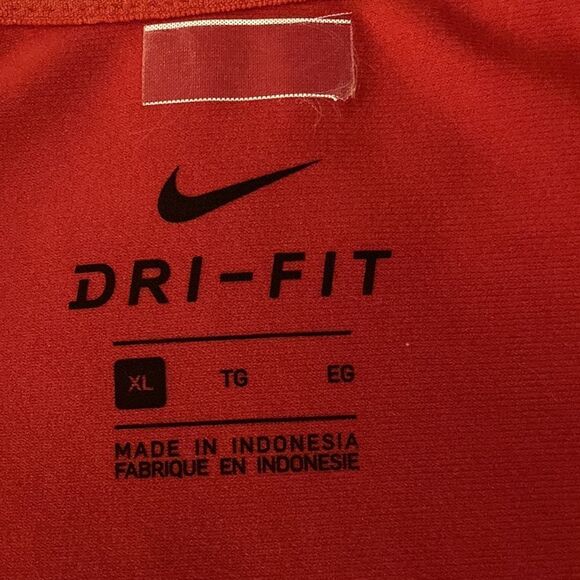 DRI-FIT
XL TG EG
MADE IN INDONESIA
FABRIQUE EN INDONESIE